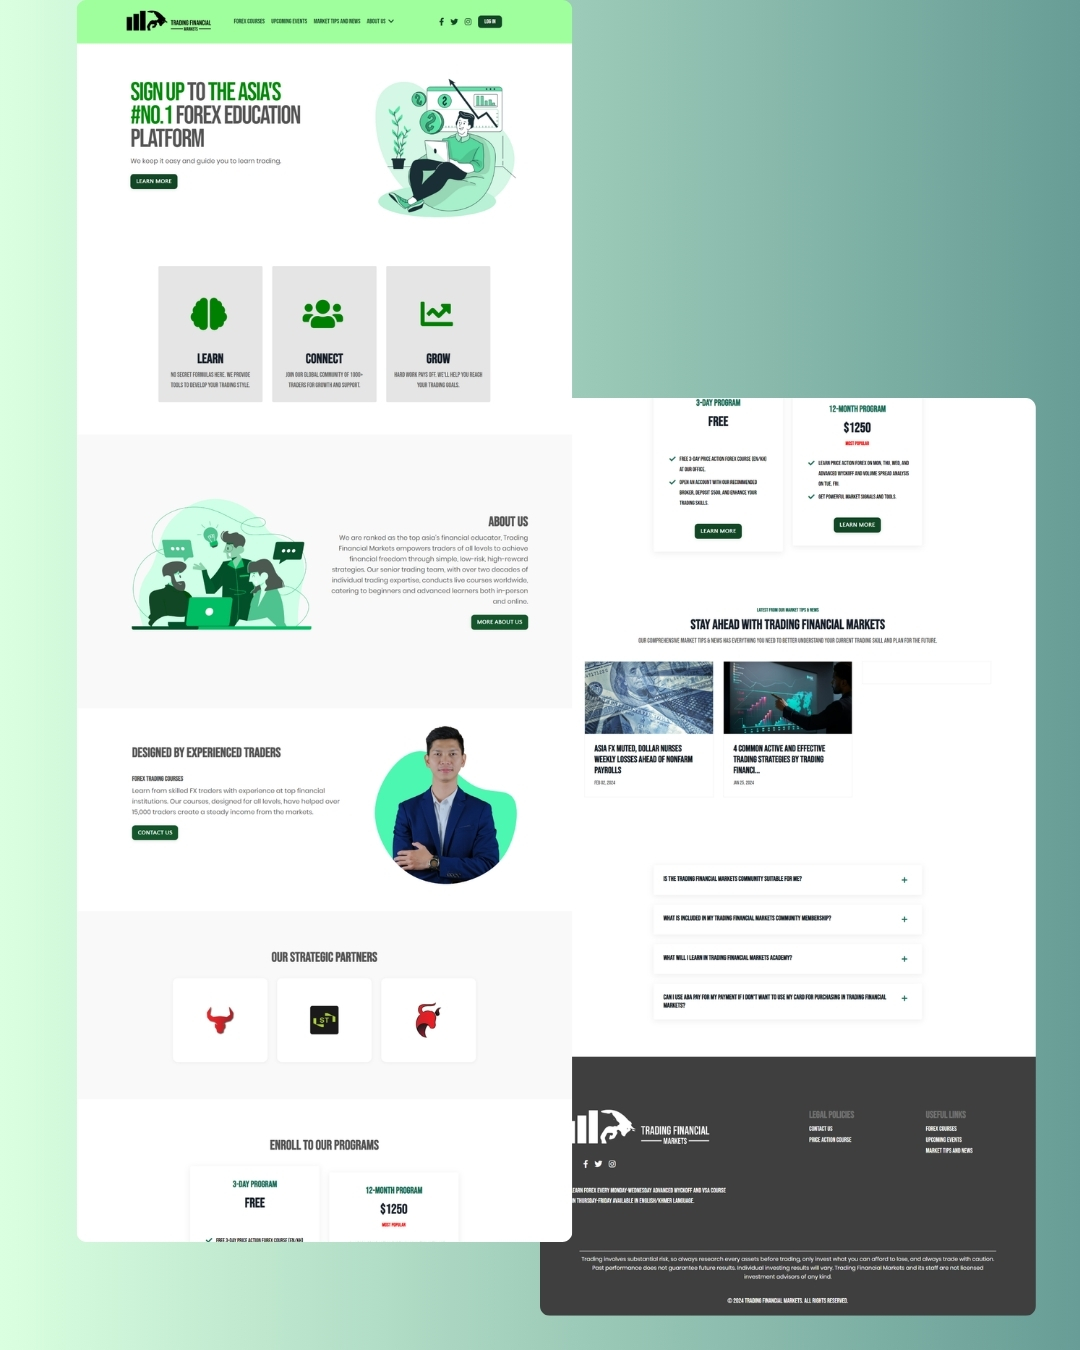 TRADING FINANCIAL
MARKETS
FOREX COURSES
UPCOMING EVENTS
MARKET TIPS AND NEWS
ABOUT US
LOG IN
SIGN UP TO THE ASIA'S
#NO.1 FOREX EDUCATION
PLATFORM
We keep it easy and guide you to learn trading.
LEARN MORE
LEARN
NO SECRET FORMULAS HERE. WE PROVIDE
TOOLS TO DEVELOP YOUR TRADING STYLE.
CONNECT
JOIN OUR GLOBAL COMMUNITY OF 1000+
TRADERS FOR GROWTH AND SUPPORT.
GROW
HARD WORK PAYS OFF. WE'LL HELP YOU REACH
YOUR TRADING GOALS.
ABOUT US
We are ranked as the top asia's financial educator, Trading
Financial Markets empowers traders of all levels to achieve
financial freedom through simple, low-risk, high-reward
strategies. Our senior trading team, with over two decades of
individual trading expertise, conducts live courses worldwide,
catering to beginners and advanced learners both in-person
and online.
MORE ABOUT US
DESIGNED BY EXPERIENCED TRADERS
FOREX TRADING COURSES
Learn from skilled FX traders with experience at top financial
institutions. Our courses, designed for all levels, have helped over
15,000 traders create a steady income from the markets.
CONTACT US
OUR STRATEGIC PARTNERS
ST
ENROLL TO OUR PROGRAMS
3-DAY PROGRAM
FREE
FREE 3-DAY PRICE ACTION FOREX COURSE (EN/KH)
12-MONTH PROGRAM
$1250
MOST POPULAR
3-DAY PROGRAM
FREE
FREE 3-DAY PRICE ACTION FOREX COURSE (EN/KH)
AT OUR OFFICE.
OPEN AN ACCOUNT WITH OUR RECOMMENDED
BROKER, DEPOSIT $500, AND ENHANCE YOUR
TRADING SKILLS.
LEARN MORE
12-MONTH PROGRAM
$1250
MOST POPULAR
LEARN PRICE ACTION FOREX ON MON, THU, WED, AND
ADVANCED WYCKOFF AND VOLUME SPREAD ANALYSIS
ON TUE, FRI.
GET POWERFUL MARKET SIGNALS AND TOOLS.
LEARN MORE
LATEST FROM OUR MARKET TIPS & NEWS
STAY AHEAD WITH TRADING FINANCIAL MARKETS
OUR COMPREHENSIVE MARKET TIPS & NEWS HAS EVERYTHING YOU NEED TO BETTER UNDERSTAND YOUR CURRENT TRADING SKILL AND PLAN FOR THE FUTURE.
ASIA FX MUTED, DOLLAR NURSES
WEEKLY LOSSES AHEAD OF NONFARM
PAYROLLS
FEB 02, 2024
4 COMMON ACTIVE AND EFFECTIVE
TRADING STRATEGIES BY TRADING
FINANCI...
JAN 23, 2024
IS THE TRADING FINANCIAL MARKETS COMMUNITY SUITABLE FOR ME?
WHAT IS INCLUDED IN MY TRADING FINANCIAL MARKETS COMMUNITY MEMBERSHIP?
WHAT WILL I LEARN IN TRADING FINANCIAL MARKETS ACADEMY?
CAN I USE ABA PAY FOR MY PAYMENT IF I DON'T WANT TO USE MY CARD FOR PURCHASING IN TRADING FINANCIAL
MARKETS?
TRADING FINANCIAL
MARKETS
EARN FOREX EVERY MONDAY-WEDNESDAY ADVANCED WYCKOFF AND VSA COURSE
N THURSDAY-FRIDAY AVAILABLE IN ENGLISH/KHMER LANGUAGE.
LEGAL POLICIES
CONTACT US
PRICE ACTION COURSE
USEFUL LINKS
FOREX COURSES
UPCOMING EVENTS
MARKET TIPS AND NEWS
Trading involves substantial risk, so always research every assets before trading, only invest what you can afford to lose, and always trade with caution.
Past performance does not guarantee future results. Individual investing results will vary. Trading Financial Markets and its staff are not licensed
investment advisors of any kind.
© 2024 TRADING FINANCIAL MARKETS. ALL RIGHTS RESERVED.